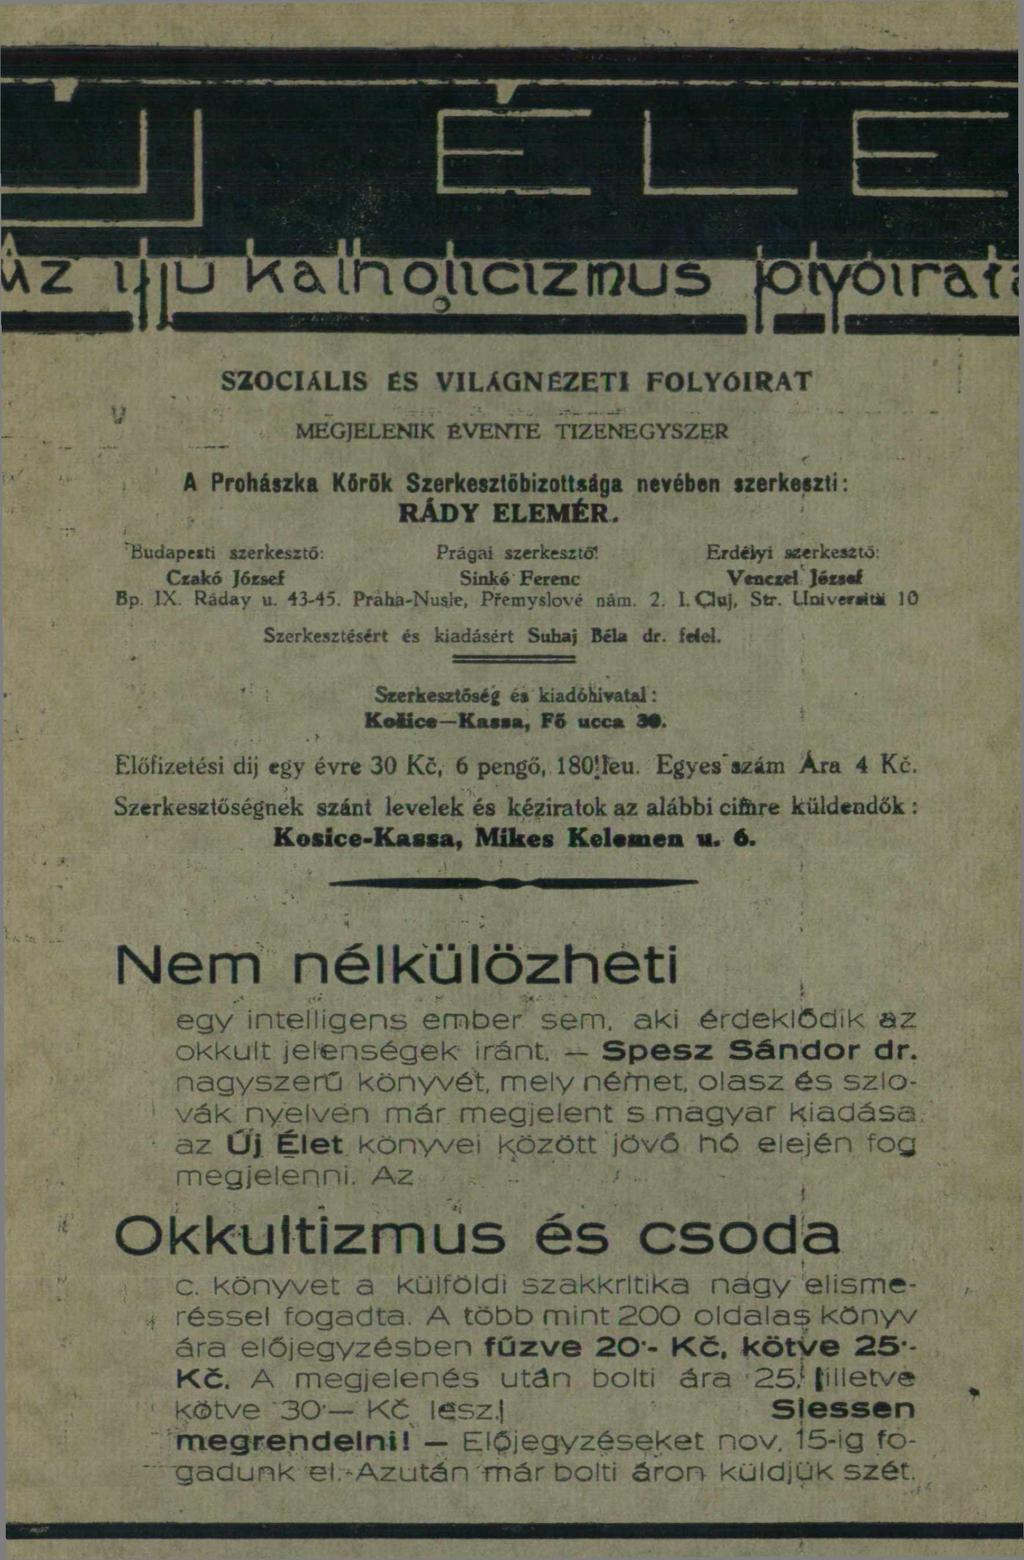 J ÉLE
Az ifjú katholicizmus folyóirata
SZOCIÁLIS ÉS VILÁGNÉZETI FOLYÓIRAT
MEGJELENIK ÉVENTE TIZENEGYSZER
A Prohászka Körök Szerkesztőbizottsága nevében szerkeszti:
RÁDY ELEMÉR.
Budapesti szerkesztő: Prágai szerkesztő: Erdélyi szerkesztő:
Czakó József Sinkó Ferenc Venczel József
Bp. IX. Ráday u. 43-45. Praha-Nusle, Přemyslové nám. 2. I. Cluj, Str. Universităi 10
Szerkesztésért és kiadásért Suhaj Béla dr. felel.
Szerkesztőség és kiadóhivatal:
Košice—Kassa, Fő ucca 30.
Előfizetési dij egy évre 30 Kč, 6 pengő, 180 leu. Egyes szám Ára 4 Kč.
Szerkesztőségnek szánt levelek és kéziratok az alábbi cimre küldendők:
Kosice-Kassa, Mikes Kelemen u. 6.
Nem nélkülözheti
egy intelligens ember sem, aki érdeklődik az
okkult jelenségek iránt. — Spesz Sándor dr.
nagyszerű könyvét, mely német, olasz és szlo-
vák nyelven már megjelent s magyar kiadása
az Új Élet könyvei között jövő hó elején fog
megjelenni. Az
Okkultizmus és csoda
c. könyvet a külföldi szakkritika nagy elisme-
réssel fogadta. A több mint 200 oldalas könyv
ára előjegyzésben fűzve 20·- Kč, kötve 25·-
Kč. A megjelenés után bolti ára 25, illetve
kötve 30·— Kč lesz. Siessen
megrendelni! — Előjegyzéseket nov. 15-ig fo-
gadunk el. Azután már bolti áron küldjük szét.